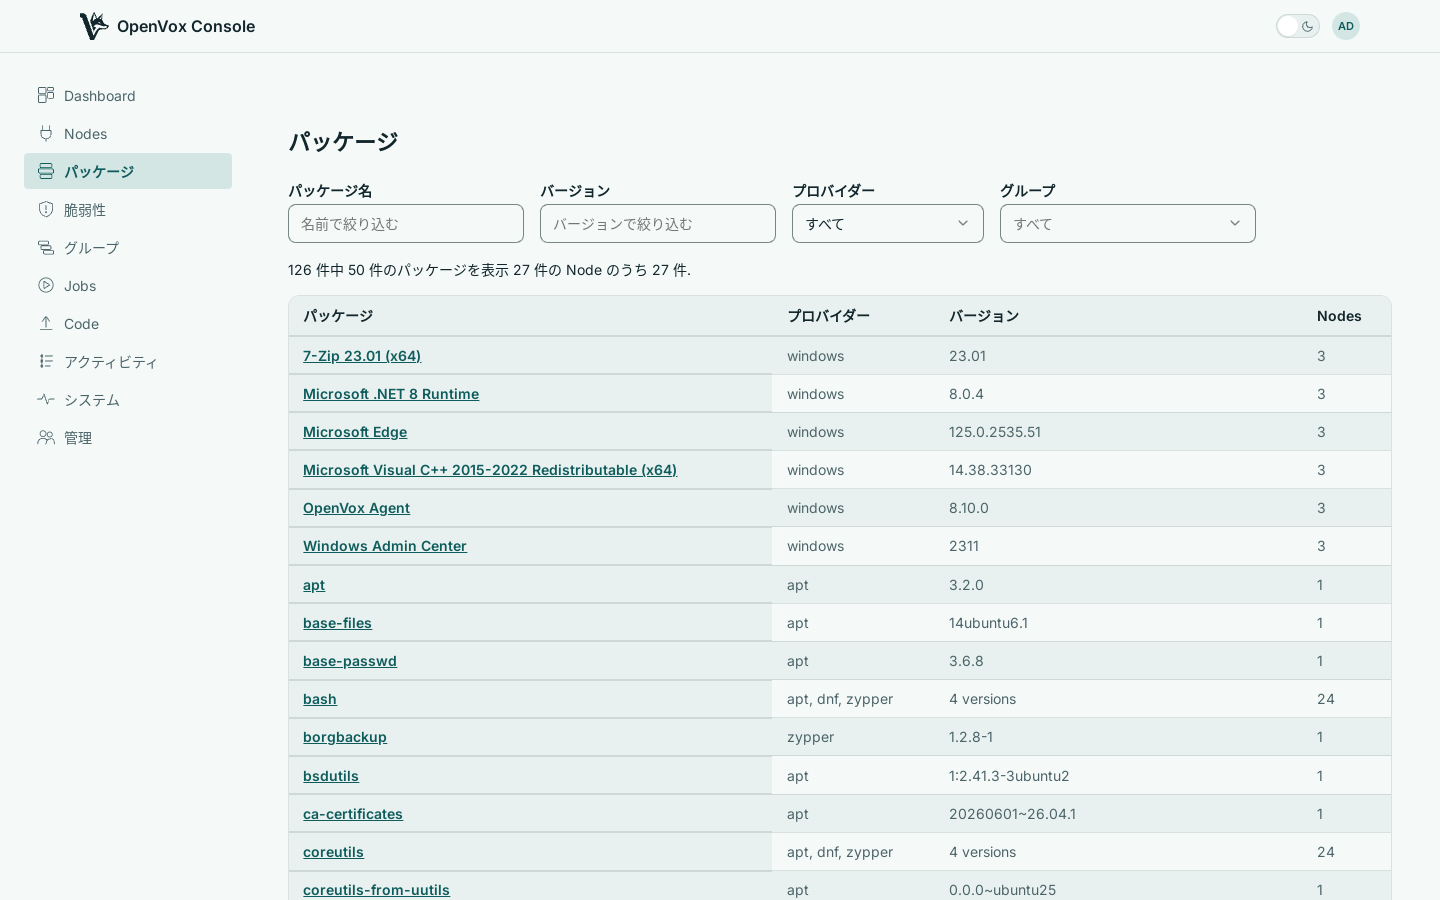 OpenVox Console
AD
Dashboard
Nodes
パッケージ
脆弱性
グループ
Jobs
Code
アクティビティ
システム
管理
パッケージ
パッケージ名 バージョン プロバイダー グループ
名前で絞り込む バージョンで絞り込む すべて すべて
126 件中 50 件のパッケージを表示 27 件の Node のうち 27 件.
パッケージ プロバイダー バージョン Nodes
7-Zip 23.01 (x64) windows 23.01 3
Microsoft .NET 8 Runtime windows 8.0.4 3
Microsoft Edge windows 125.0.2535.51 3
Microsoft Visual C++ 2015-2022 Redistributable (x64) windows 14.38.33130 3
OpenVox Agent windows 8.10.0 3
Windows Admin Center windows 2311 3
apt apt 3.2.0 1
base-files apt 14ubuntu6.1 1
base-passwd apt 3.6.8 1
bash apt, dnf, zypper 4 versions 24
borgbackup zypper 1.2.8-1 1
bsdutils apt 1:2.41.3-3ubuntu2 1
ca-certificates apt 20260601~26.04.1 1
coreutils apt, dnf, zypper 4 versions 24
coreutils-from-uutils apt 0.0.0~ubuntu25 1